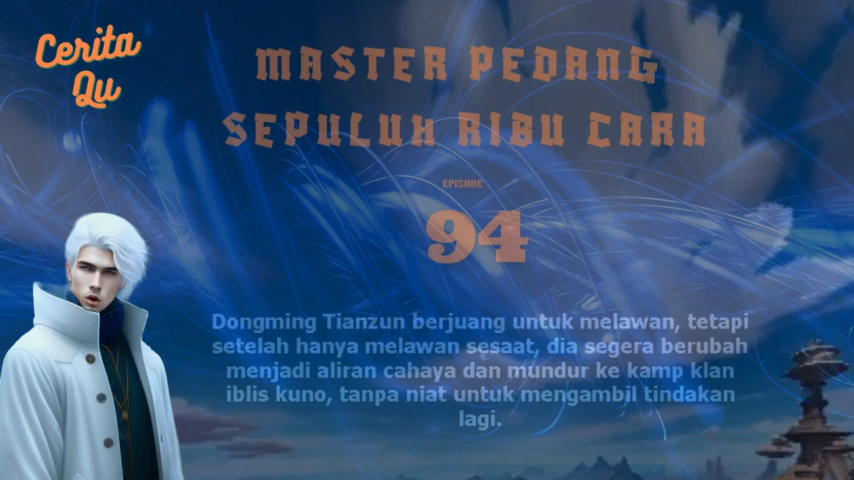 Cerita
Qu
MASTER PEDANG
SEPULUH RIBU CARA
EPISODE
94
Dongming Tianzun berjuang untuk melawan, tetapi
setelah hanya melawan sesaat, dia segera berubah
menjadi aliran cahaya dan mundur ke kamp klan
iblis kuno, tanpa niat untuk mengambil tindakan
lagi.